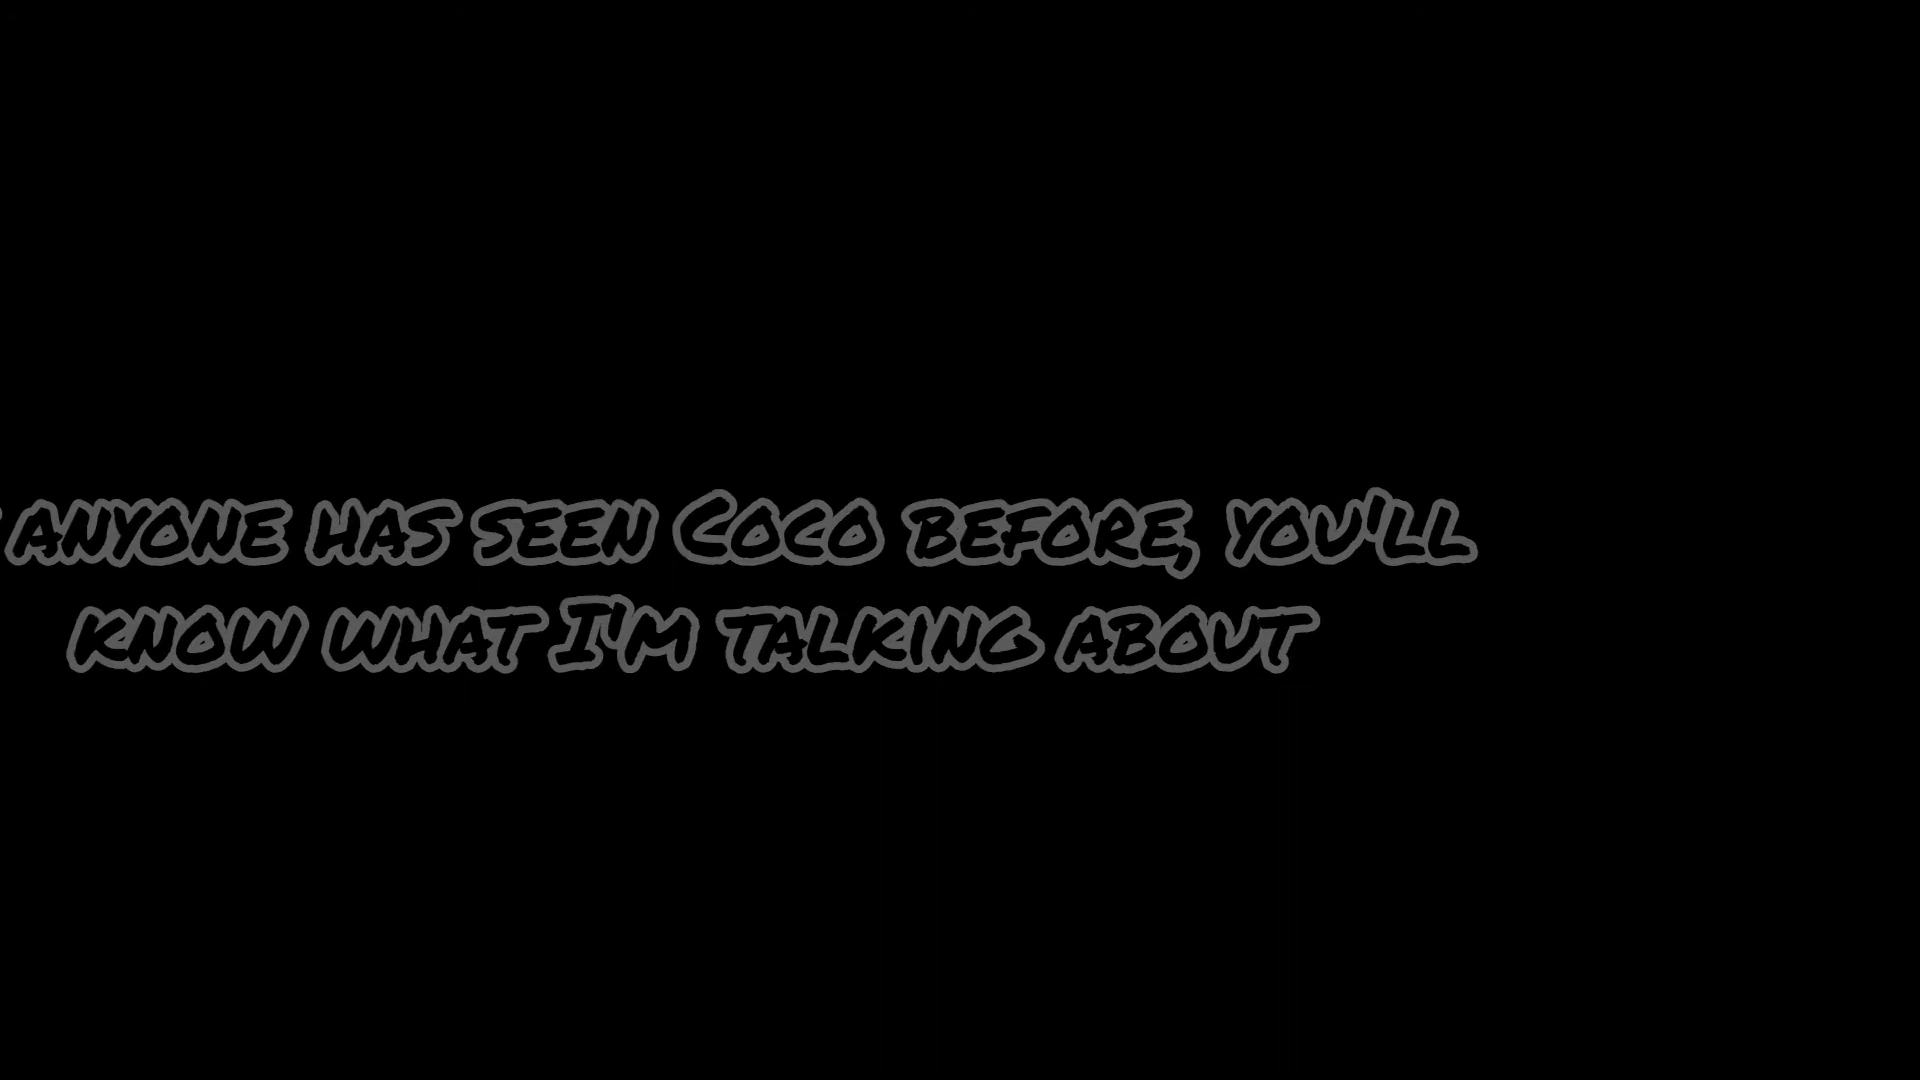 anyone has seen Coco before, you'll
know what I'm talking about